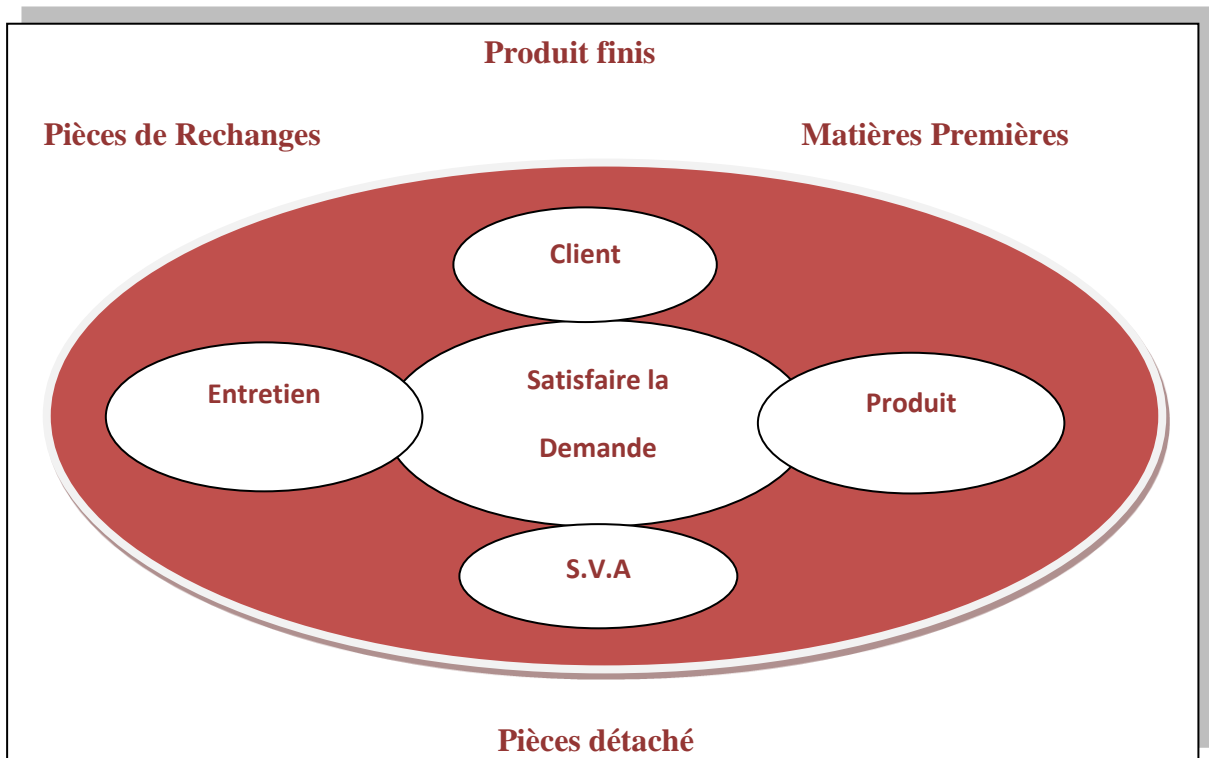 Produit finis
Pièces de Rechanges
Matières Premières
Client
Entretien
Satisfaire la
Demande
Produit
S.V.A
Pièces détaché